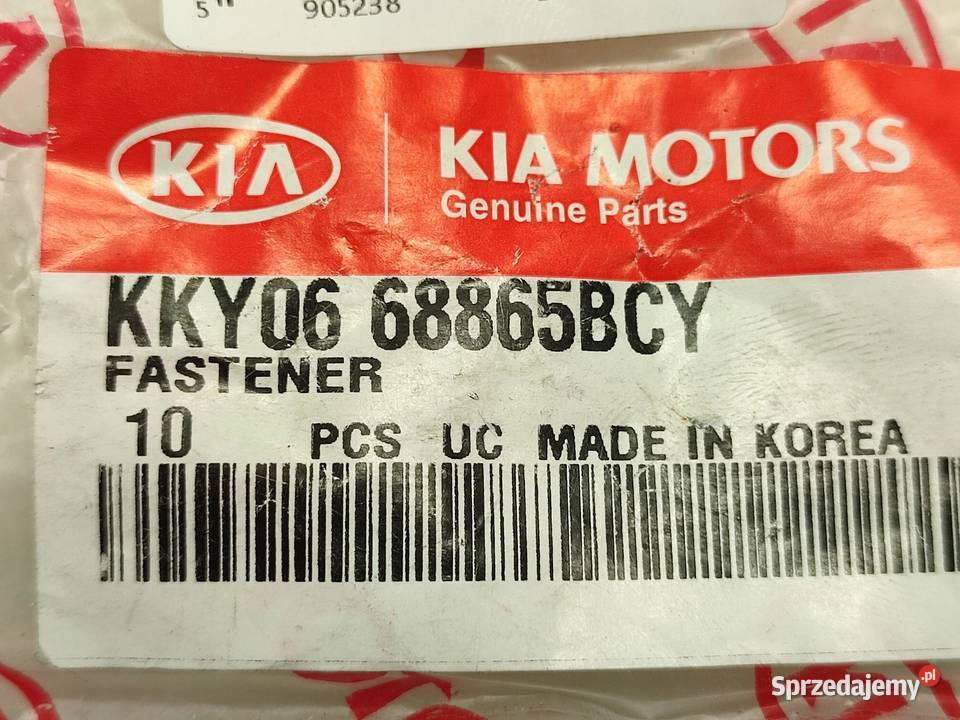 5" 905238
KIA
KIA MOTORS
Genuine Parts
KKY06 68865BCY
FASTENER
10 PCS UC MADE IN KOREA
Sprzedajemy.pl